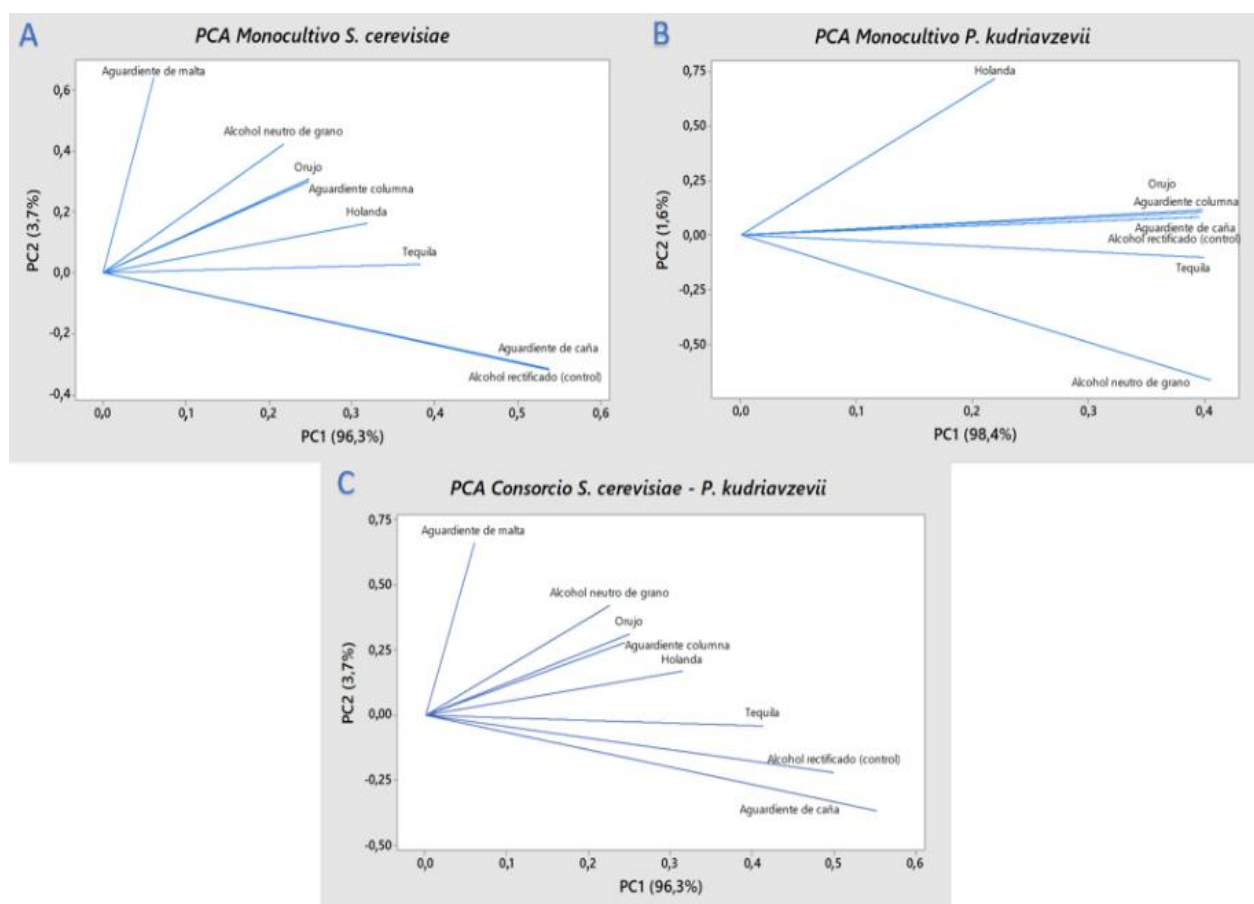 A
PCA Monocultivo S. cerevisiae
Aguardiente de malta
Alcohol neutro de grano
Orujo
Aguardiente columna
Holanda
Tequila
Aguardiente de caña
Alcohol rectificado (control)
PC2 (3,7%)
0,6
0,4
0,2
0,0
-0,2
-0,4
0,0 0,1 0,2 0,3 0,4 0,5 0,6
PC1 (96,3%)
B
PCA Monocultivo P. kudriavzevii
Holanda
Orujo
Aguardiente columna
Aguardiente de caña
Alcohol rectificado (control)
Tequila
Alcohol neutro de grano
PC2 (1,6%)
0,75
0,50
0,25
0,00
-0,25
-0,50
0,0 0,1 0,2 0,3 0,4
PC1 (98,4%)
C
PCA Consorcio S. cerevisiae - P. kudriavzevii
Aguardiente de malta
Alcohol neutro de grano
Orujo
Aguardiente columna
Holanda
Tequila
Alcohol rectificado (control)
Aguardiente de caña
PC2 (3,7%)
0,75
0,50
0,25
0,00
-0,25
-0,50
0,0 0,1 0,2 0,3 0,4 0,5 0,6
PC1 (96,3%)